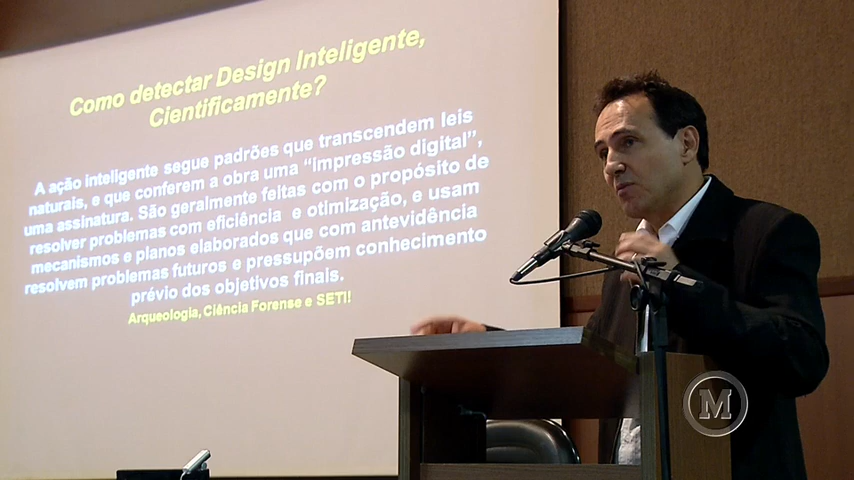 Como detectar Design Inteligente,
Cientificamente?
A ação inteligente segue padrões que transcendem leis
naturais, e que conferem a obra uma "Impressão digital",
uma assinatura. São geralmente feitas com o propósito de
resolver problemas com eficiência e otimização, e usam
mecanismos e planos elaborados que com antevidência
resolvem problemas futuros e pressupõem conhecimento
prévio dos objetivos finais.
Arqueologia, Ciência Forense e SETI!
M